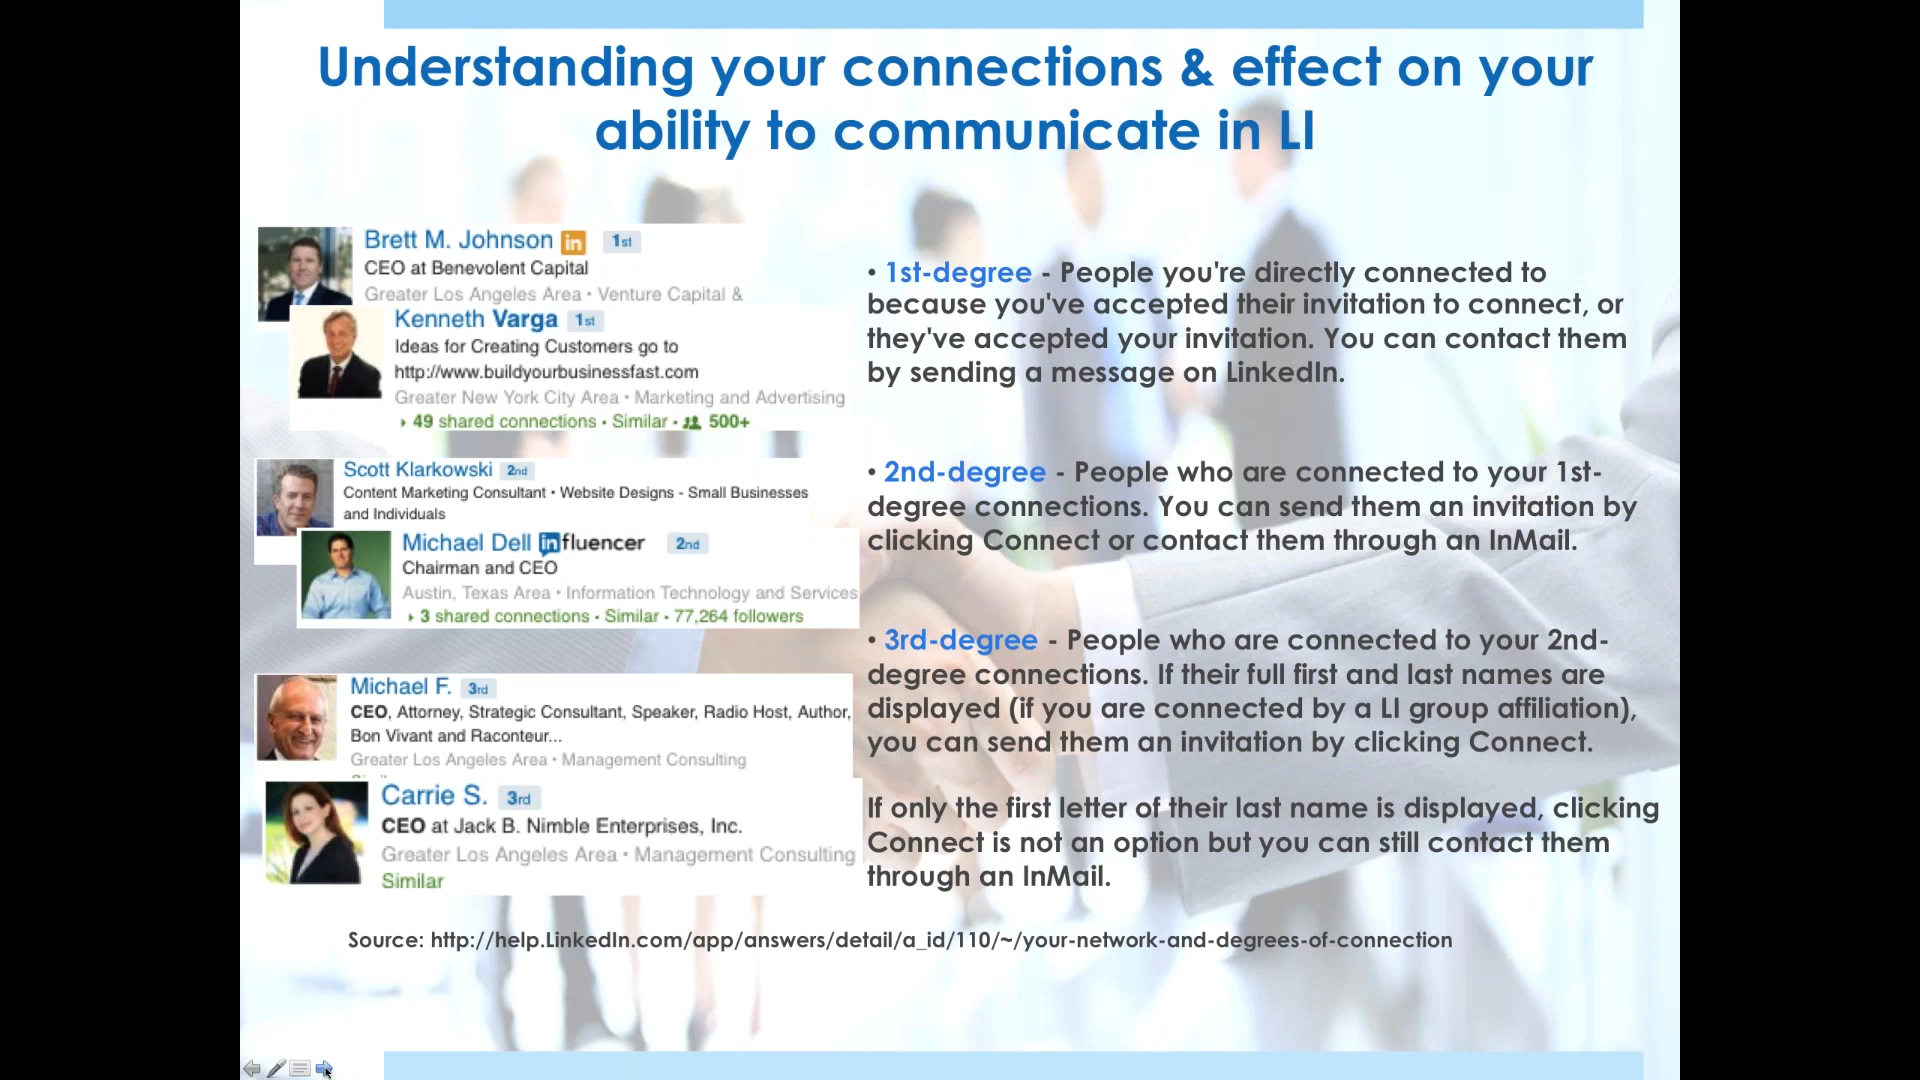 Understanding your connections & effect on your
ability to communicate in LI
Brett M. Johnson in 1st
CEO at Benevolent Capital
Greater Los Angeles Area • Venture Capital &
Kenneth Varga 1st
Ideas for Creating Customers go to
http://www.buildyourbusinessfast.com
Greater New York City Area • Marketing and Advertising
49 shared connections • Similar • 500+
Scott Klarkowski 2nd
Content Marketing Consultant • Website Designs - Small Businesses
and Individuals
Michael Dell influencer 2nd
Chairman and CEO
Austin, Texas Area • Information Technology and Services
3 shared connections • Similar • 77,264 followers
Michael F. 3rd
CEO, Attorney, Strategic Consultant, Speaker, Radio Host, Author,
Bon Vivant and Raconteur...
Greater Los Angeles Area • Management Consulting
Carrie S. 3rd
CEO at Jack B. Nimble Enterprises, Inc.
Greater Los Angeles Area • Management Consulting
Similar
• 1st-degree - People you're directly connected to
because you've accepted their invitation to connect, or
they've accepted your invitation. You can contact them
by sending a message on LinkedIn.
• 2nd-degree - People who are connected to your 1st-
degree connections. You can send them an invitation by
clicking Connect or contact them through an InMail.
• 3rd-degree - People who are connected to your 2nd-
degree connections. If their full first and last names are
displayed (if you are connected by a LI group affiliation),
you can send them an invitation by clicking Connect.
If only the first letter of their last name is displayed, clicking
Connect is not an option but you can still contact them
through an InMail.
Source: http://help.LinkedIn.com/app/answers/detail/a_id/110/~/your-network-and-degrees-of-connection